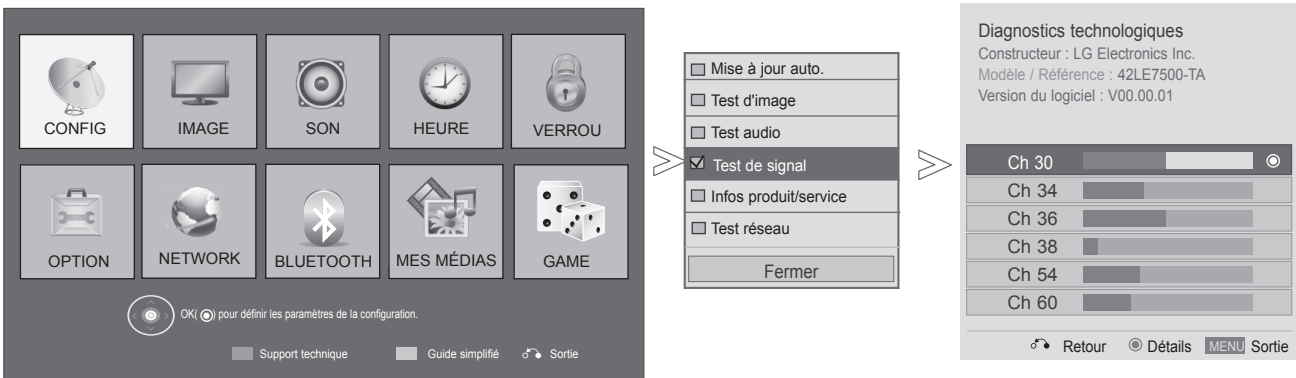 CONFIG IMAGE SON HEURE VERROU
OPTION NETWORK BLUETOOTH MES MÉDIAS GAME
OK( ) pour définir les paramètres de la configuration.
Support technique Guide simplifié Sortie
Mise à jour auto.
Test d'image
Test audio
Test de signal
Infos produit/service
Test réseau
Fermer
Diagnostics technologiques
Constructeur : LG Electronics Inc.
Modèle / Référence : 42LE7500-TA
Version du logiciel : V00.00.01
Ch 30
Ch 34
Ch 36
Ch 38
Ch 54
Ch 60
Retour Détails MENU Sortie